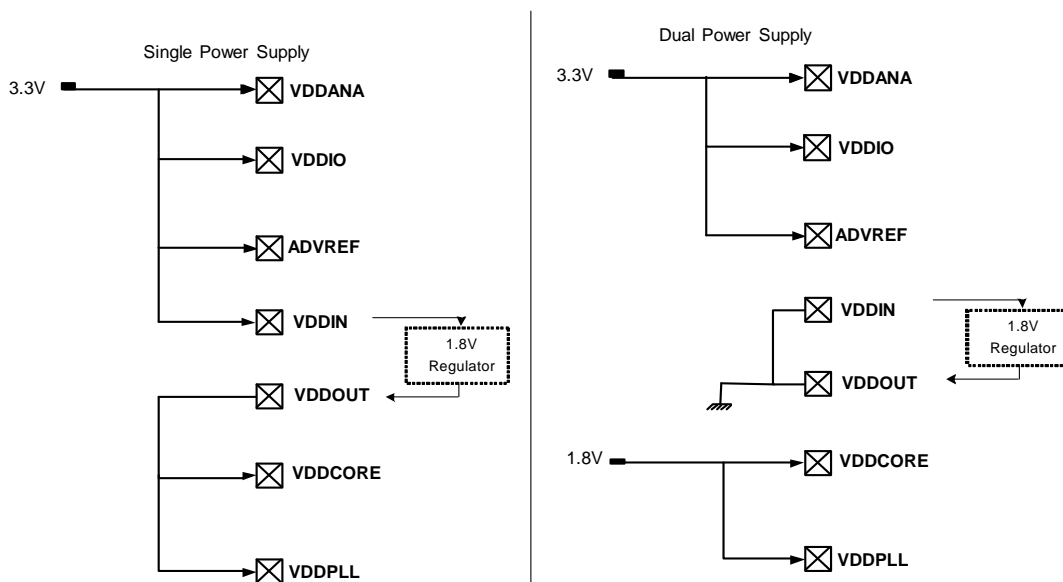 Single Power Supply
3.3V
VDDANA
VDDIO
ADVREF
VDDIN
1.8V
Regulator
VDDOUT
VDDCORE
VDDPLL
Dual Power Supply
3.3V
VDDANA
VDDIO
ADVREF
VDDIN
1.8V
Regulator
VDDOUT
1.8V
VDDCORE
VDDPLL